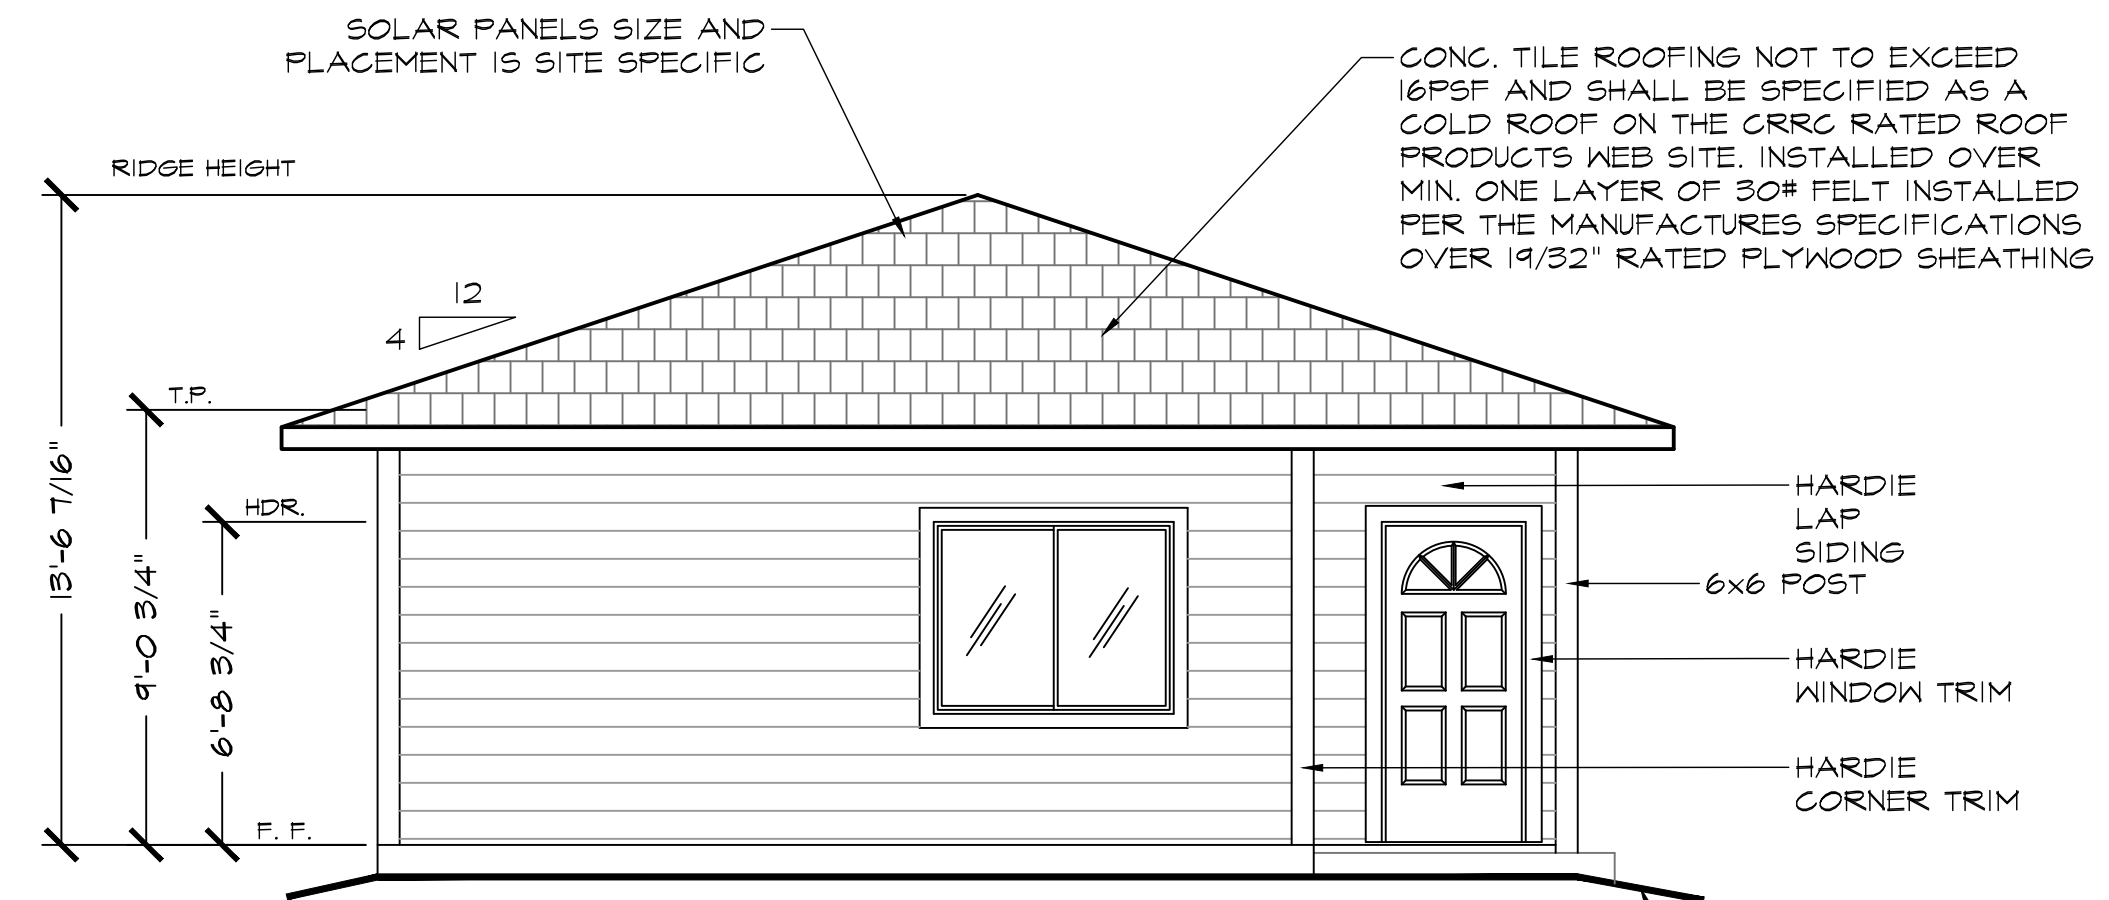 SOLAR PANELS SIZE AND
PLACEMENT IS SITE SPECIFIC
CONC. TILE ROOFING NOT TO EXCEED
16PSF AND SHALL BE SPECIFIED AS A
COLD ROOF ON THE CRRC RATED ROOF
PRODUCTS WEB SITE. INSTALLED OVER
MIN. ONE LAYER OF 30# FELT INSTALLED
PER THE MANUFACTURES SPECIFICATIONS
OVER 19/32" RATED PLYWOOD SHEATHING
RIDGE HEIGHT
12
4
T.P.
HDR.
F. F.
13'-6 7/16"
9'-0 3/4"
6'-8 3/4"
HARDIE
LAP
SIDING
6x6 POST
HARDIE
WINDOW TRIM
HARDIE
CORNER TRIM